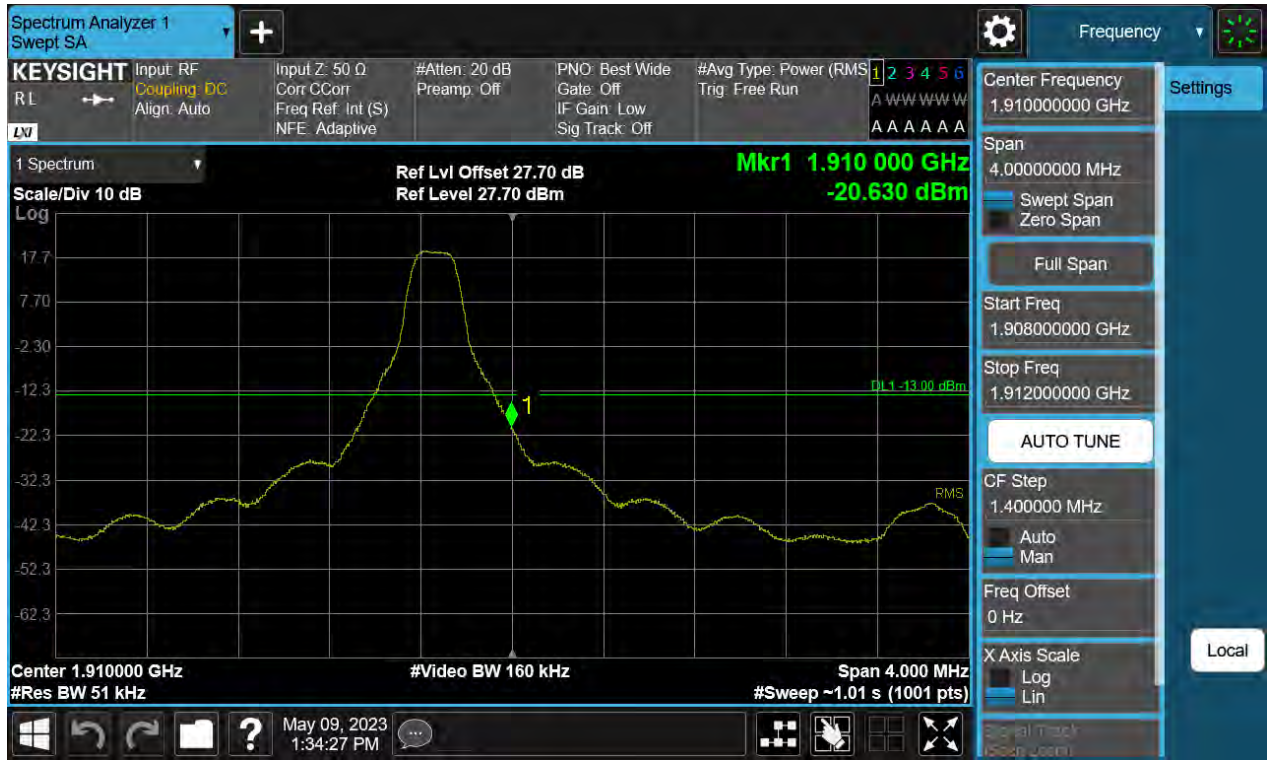 Spectrum Analyzer 1
Swept SA
Frequency
KEYSIGHT
RL
LXI
Input: RF
Coupling: DC
Align: Auto
Input Z: 50 Ω
Corr CCorr
Freq Ref: Int (S)
NFE: Adaptive
#Atten: 20 dB
Preamp: Off
PNO: Best Wide
Gate: Off
IF Gain: Low
Sig Track: Off
#Avg Type: Power (RMS
Trig: Free Run
1 2 3 4 5 6
A W W W W W
A A A A A A
1 Spectrum
Scale/Div 10 dB
Log
Ref Lvl Offset 27.70 dB
Ref Level 27.70 dBm
Mkr1 1.910 000 GHz
-20.630 dBm
17.7
7.70
-2.30
-12.3
-22.3
-32.3
-42.3
-52.3
-62.3
DL1 -13.00 dBm
1
RMS
Center 1.910000 GHz
#Res BW 51 kHz
#Video BW 160 kHz
Span 4.000 MHz
#Sweep ~1.01 s (1001 pts)
Center Frequency
1.910000000 GHz
Settings
Span
4.00000000 MHz
Swept Span
Zero Span
Full Span
Start Freq
1.908000000 GHz
Stop Freq
1.912000000 GHz
AUTO TUNE
CF Step
1.400000 MHz
Auto
Man
Freq Offset
0 Hz
X Axis Scale
Log
Lin
Local
Signal Track
(Span Zoom)
?
May 09, 2023
1:34:27 PM